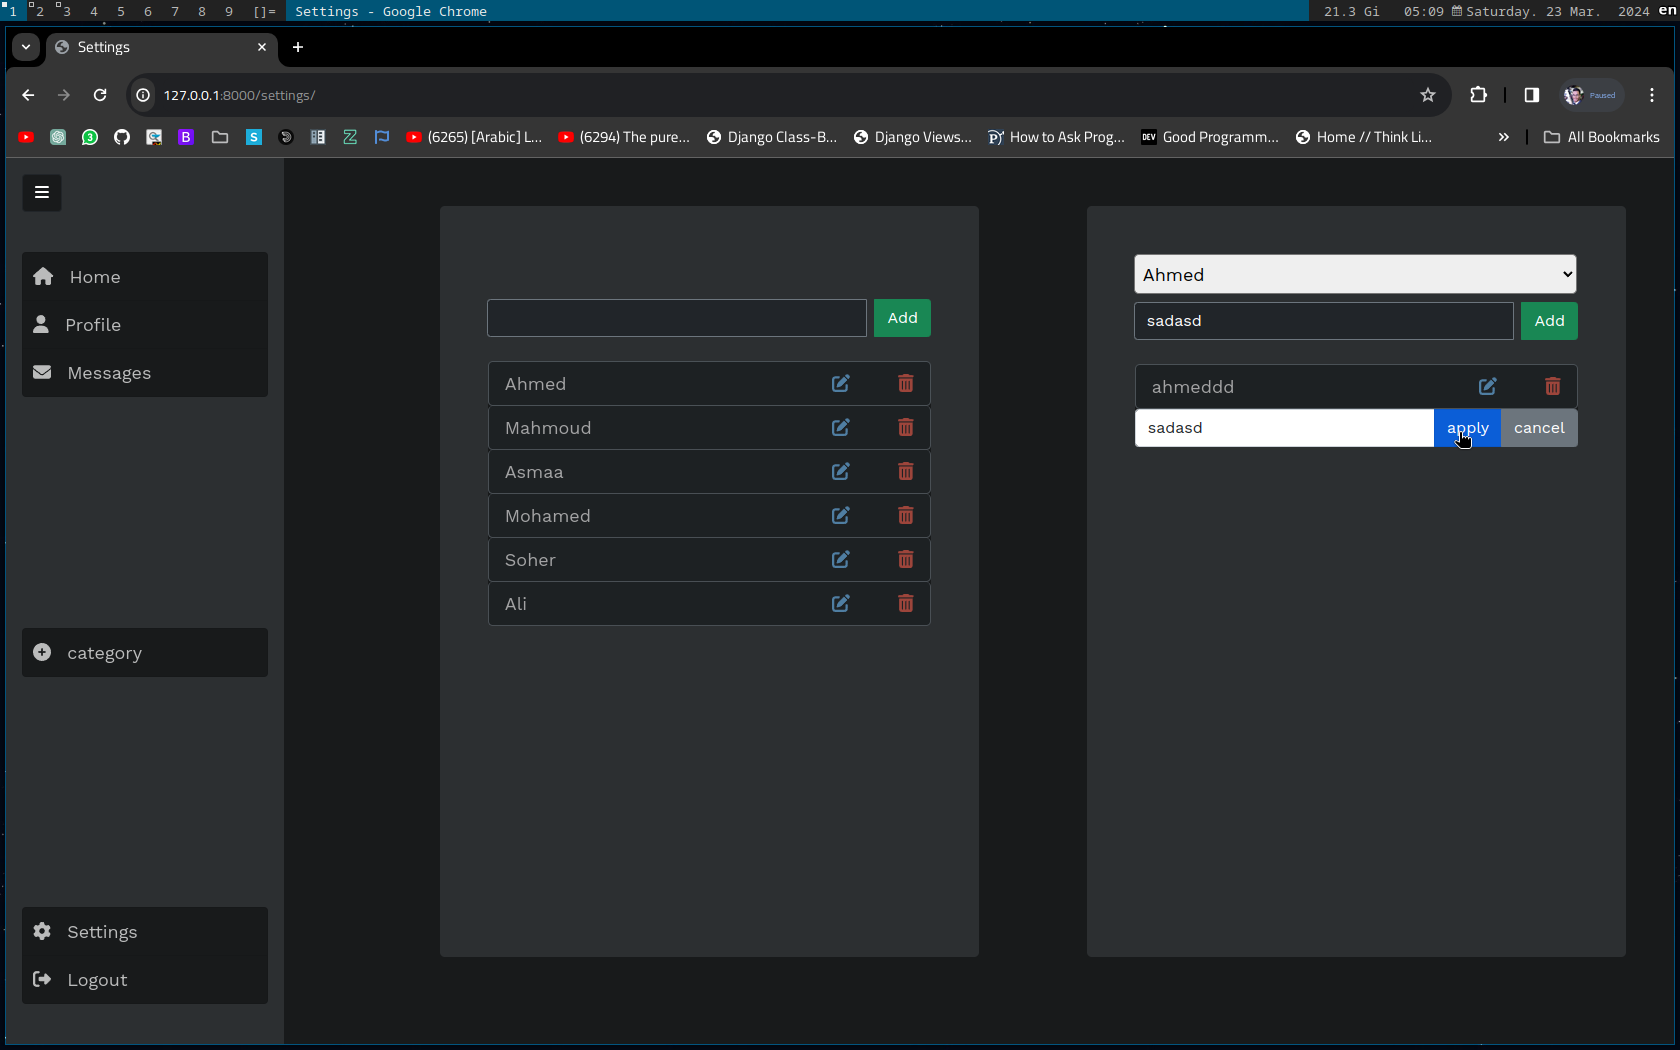 1 2 3 4 5 6 7 8 9 []= Settings - Google Chrome 21.3 Gi 05:09 Saturday. 23 Mar. 2024 en
Settings
127.0.0.1:8000/settings/ Paused
(6265) [Arabic] L... (6294) The pure... Django Class-B... Django Views... How to Ask Prog... DEV Good Programm... Home // Think Li... All Bookmarks
Home
Profile
Messages
category
Settings
Logout
Add
Ahmed
Mahmoud
Asmaa
Mohamed
Soher
Ali
Ahmed
sadasd Add
ahmeddd
sadasd apply cancel